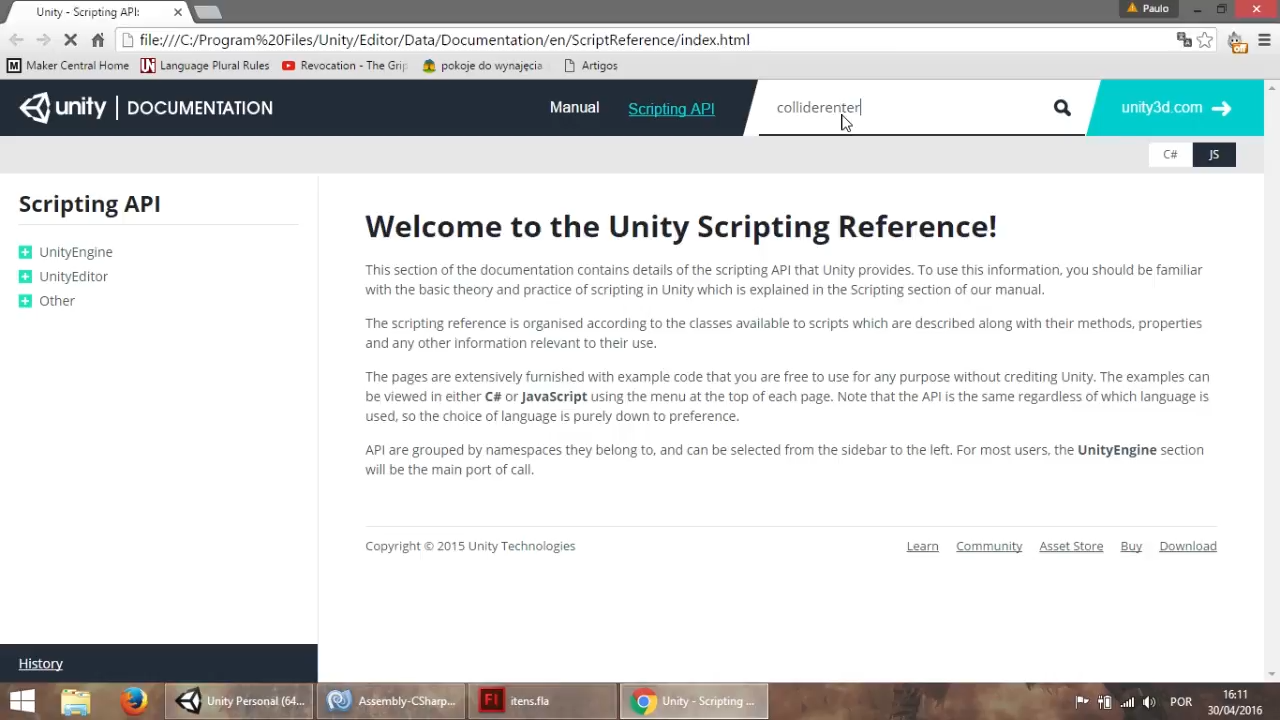 Unity - Scripting API:
Paulo
file:///C:/Program%20Files/Unity/Editor/Data/Documentation/en/ScriptReference/index.html
M Maker Central Home
Language Plural Rules
Revocation - The Grip
pokoje do wynajęcia
Artigos
off
unity | DOCUMENTATION
Manual
Scripting API
colliderenter
unity3d.com
C#
JS
Scripting API
UnityEngine
UnityEditor
Other
Welcome to the Unity Scripting Reference!
This section of the documentation contains details of the scripting API that Unity provides. To use this information, you should be familiar
with the basic theory and practice of scripting in Unity which is explained in the Scripting section of our manual.
The scripting reference is organised according to the classes available to scripts which are described along with their methods, properties
and any other information relevant to their use.
The pages are extensively furnished with example code that you are free to use for any purpose without crediting Unity. The examples can
be viewed in either C# or JavaScript using the menu at the top of each page. Note that the API is the same regardless of which language is
used, so the choice of language is purely down to preference.
API are grouped by namespaces they belong to, and can be selected from the sidebar to the left. For most users, the UnityEngine section
will be the main port of call.
Copyright © 2015 Unity Technologies
Learn
Community
Asset Store
Buy
Download
History
Unity Personal (64...
Assembly-CSharp...
Fl
itens.fla
Unity - Scripting ...
POR
16:11
30/04/2016